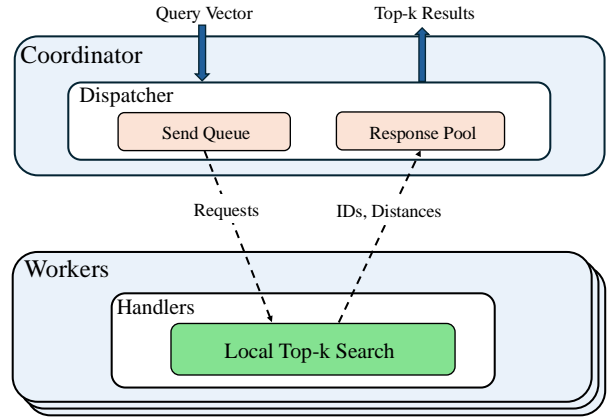 Query Vector
Top-k Results
Coordinator
Dispatcher
Send Queue
Response Pool
Requests
IDs, Distances
Workers
Handlers
Local Top-k Search